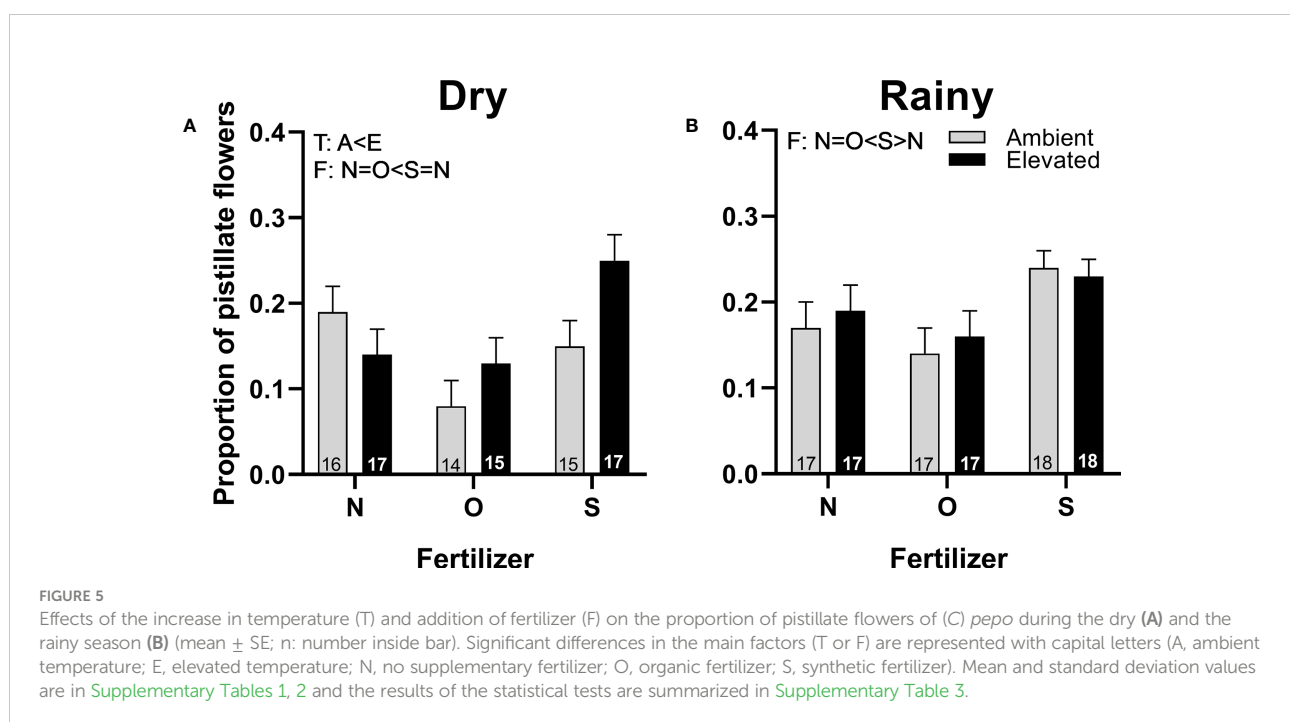 Dry
Rainy
A
B
Proportion of pistillate flowers
0.4
0.3
0.2
0.1
0.0
T: A<E
F: N=O<S=N
16
17
14
15
15
17
N
O
S
Fertilizer
0.4
0.3
0.2
0.1
0.0
F: N=O<S>N
Ambient
Elevated
17
17
17
17
18
18
N
O
S
Fertilizer
FIGURE 5
Effects of the increase in temperature (T) and addition of fertilizer (F) on the proportion of pistillate flowers of (C) pepo during the dry (A) and the
rainy season (B) (mean ± SE; n: number inside bar). Significant differences in the main factors (T or F) are represented with capital letters (A, ambient
temperature; E, elevated temperature; N, no supplementary fertilizer; O, organic fertilizer; S, synthetic fertilizer). Mean and standard deviation values
are in Supplementary Tables 1, 2 and the results of the statistical tests are summarized in Supplementary Table 3.